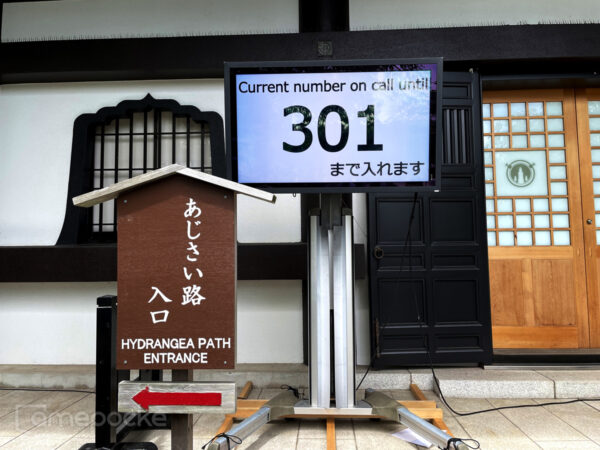 Current number on call until
301
まで入れます
あじさい路
入口
HYDRANGEA PATH
ENTRANCE
amepocke